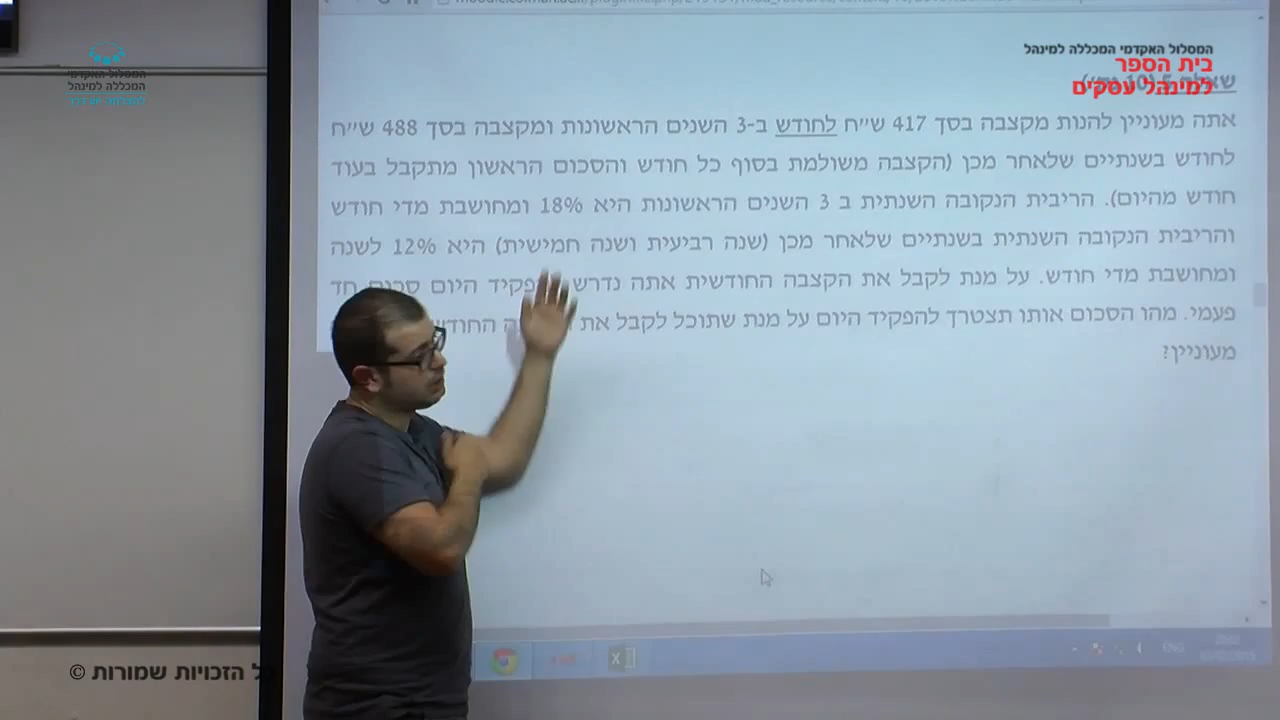 המסלול האקדמי המכללה למינהל
בית הספר
למינהל עסקים
המסלול האקדמי
המכללה למינהל
אתה מעוניין להנות מקצבה בסך 417 ש״ח לחודש ב-3 השנים הראשונות ומקצבה בסך 488 ש״ח
לחודש בשנתיים שלאחר מכן (הקצבה משולמת בסוף כל חודש והסכום הראשון מתקבל בעוד
חודש מהיום). הריבית הנקובה השנתית ב 3 השנים הראשונות היא 18% ומחושבת מדי חודש
והריבית הנקובה השנתית בשנתיים שלאחר מכן (שנה רביעית ושנה חמישית) היא 12% לשנה
ומחושבת מדי חודש. על מנת לקבל את הקצבה החודשית אתה נדרש היום סכום חד
פעמי. מהו הסכום אותו תצטרך להפקיד היום על מנת שתוכל לקבל את
מעוניין?
ENG
כל הזכויות שמורות ©